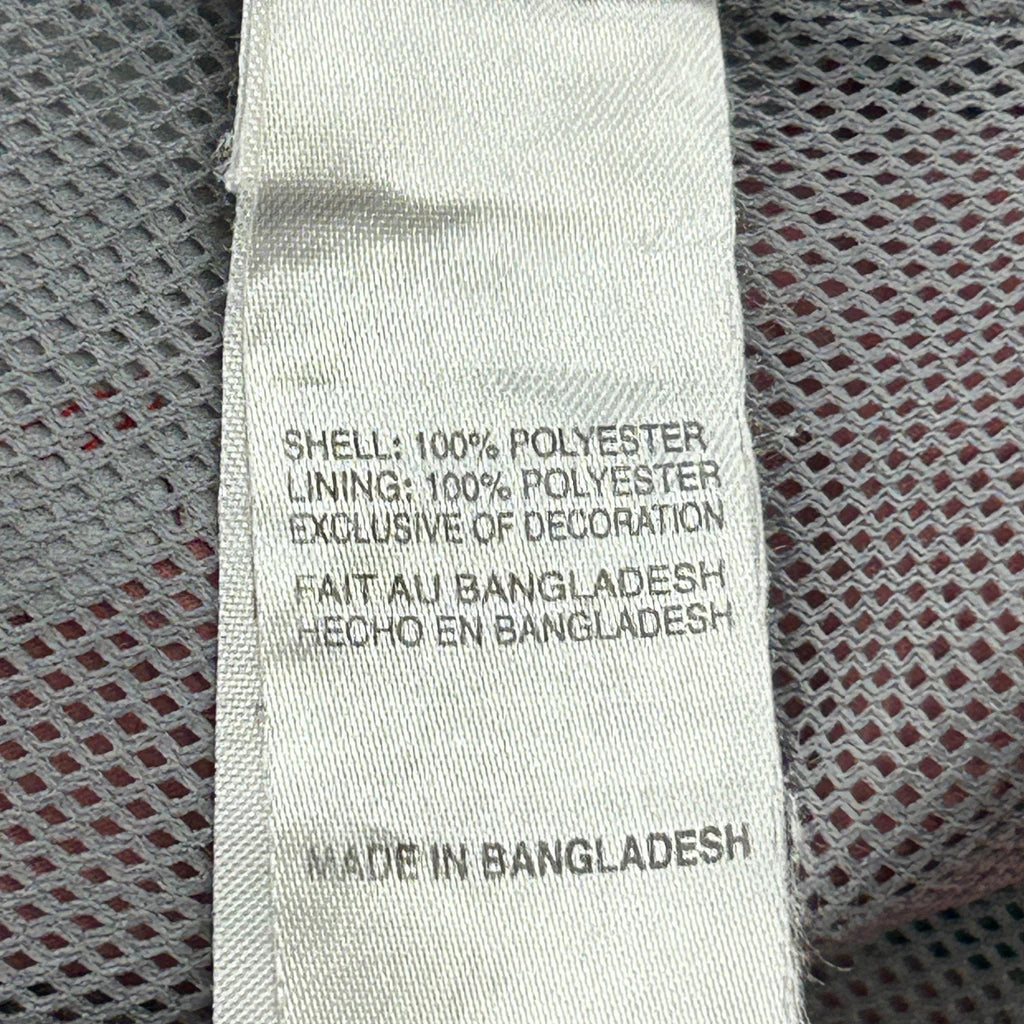 SHELL: 100% POLYESTER
LINING: 100% POLYESTER
EXCLUSIVE OF DECORATION
FAIT AU BANGLADESH
HECHO EN BANGLADESH
MADE IN BANGLADESH